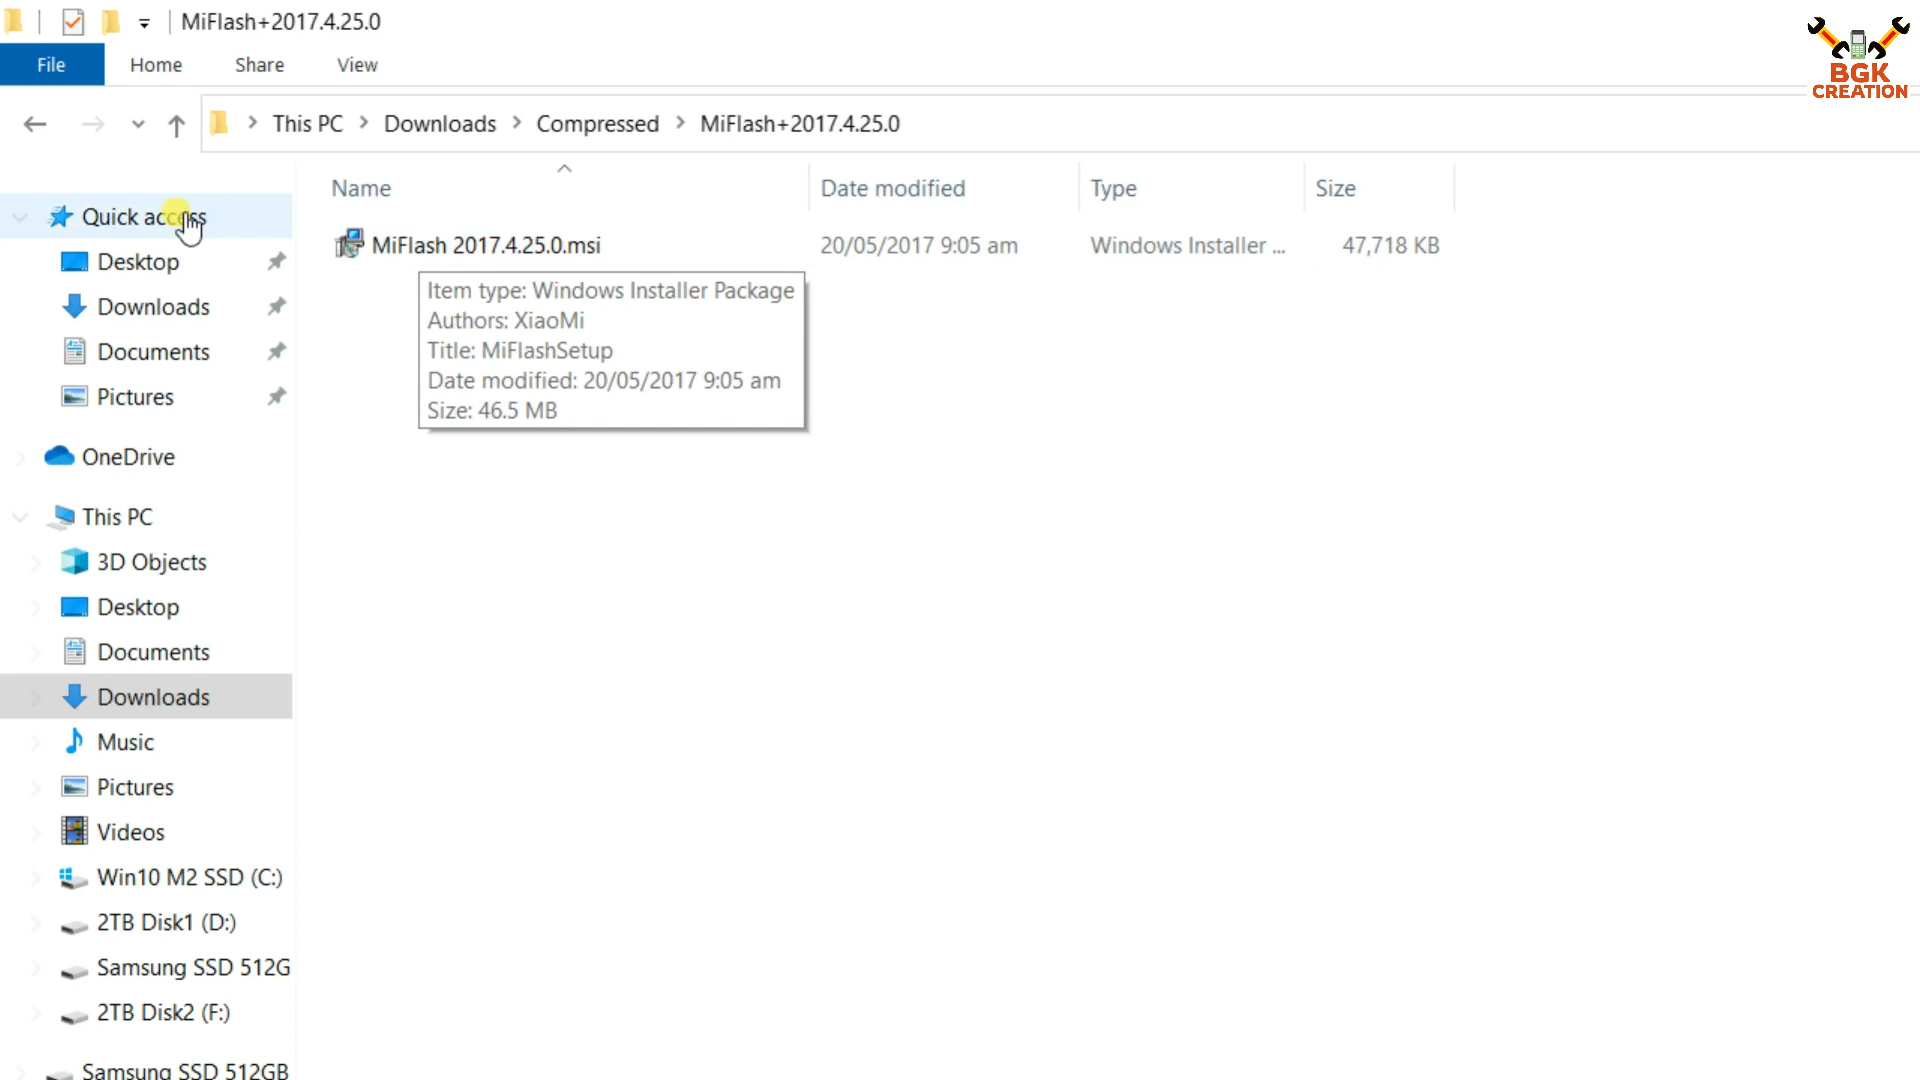 MiFlash+2017.4.25.0
File Home Share View
BGK
CREATION
This PC Downloads Compressed MiFlash+2017.4.25.0
Name Date modified Type Size
MiFlash 2017.4.25.0.msi 20/05/2017 9:05 am Windows Installer ... 47,718 KB
Item type: Windows Installer Package
Authors: XiaoMi
Title: MiFlashSetup
Date modified: 20/05/2017 9:05 am
Size: 46.5 MB
Quick access
Desktop
Downloads
Documents
Pictures
OneDrive
This PC
3D Objects
Desktop
Documents
Downloads
Music
Pictures
Videos
Win10 M2 SSD (C:)
2TB Disk1 (D:)
Samsung SSD 512G
2TB Disk2 (F:)
Samsung SSD 512GB